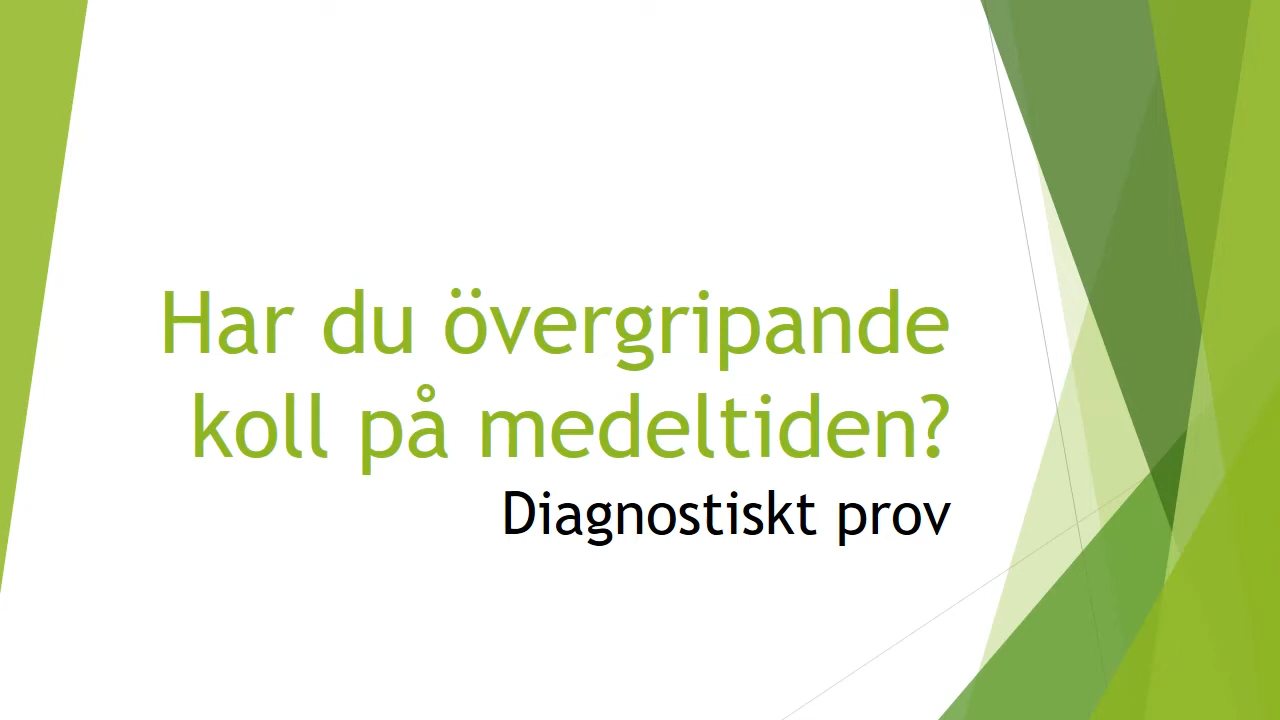 Har du övergripande
koll på medeltiden?
Diagnostiskt prov